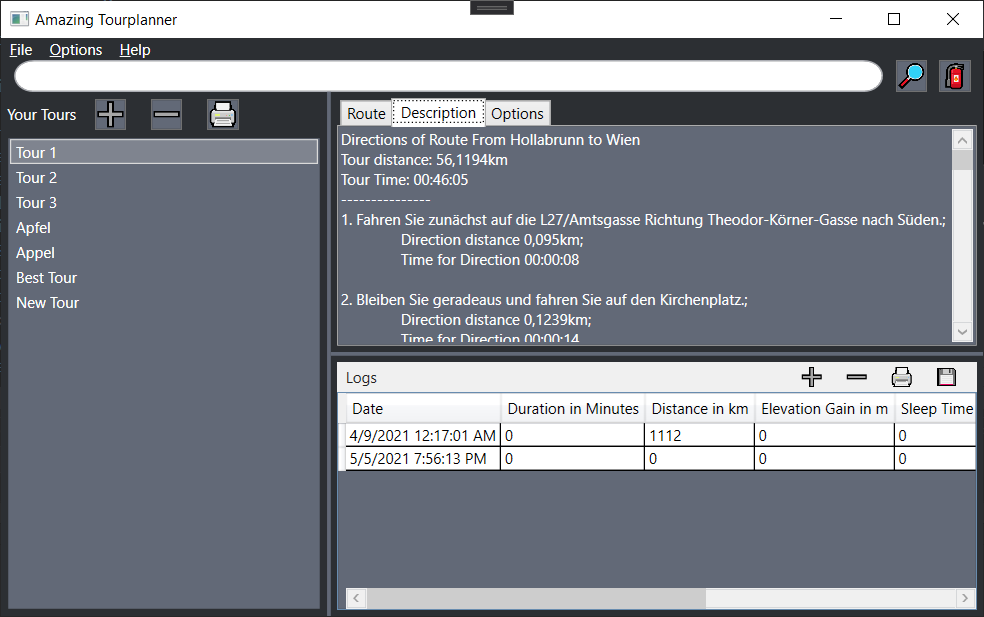 Amazing Tourplanner
File Options Help
Your Tours
Tour 1
Tour 2
Tour 3
Apfel
Appel
Best Tour
New Tour
Route Description Options
Directions of Route From Hollabrunn to Wien
Tour distance: 56,1194km
Tour Time: 00:46:05
---------------
1. Fahren Sie zunächst auf die L27/Amtsgasse Richtung Theodor-Körner-Gasse nach Süden.;
Direction distance 0,095km;
Time for Direction 00:00:08
2. Bleiben Sie geradeaus und fahren Sie auf den Kirchenplatz.;
Direction distance 0,1239km;
Time for Direction 00:00:14
Logs
Date Duration in Minutes Distance in km Elevation Gain in m Sleep Time
4/9/2021 12:17:01 AM 0 1112 0 0
5/5/2021 7:56:13 PM 0 0 0 0